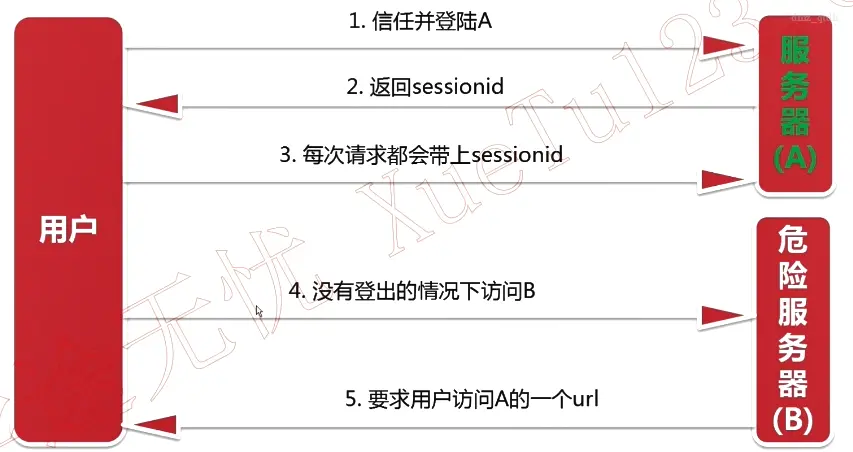 1. 信任并登陆A
2. 返回sessionid
3. 每次请求都会带上sessionid
用户
服务器(A)
4. 没有登出的情况下访问B
5. 要求用户访问A的一个url
危险服务器(B)
无忧 XueTu123